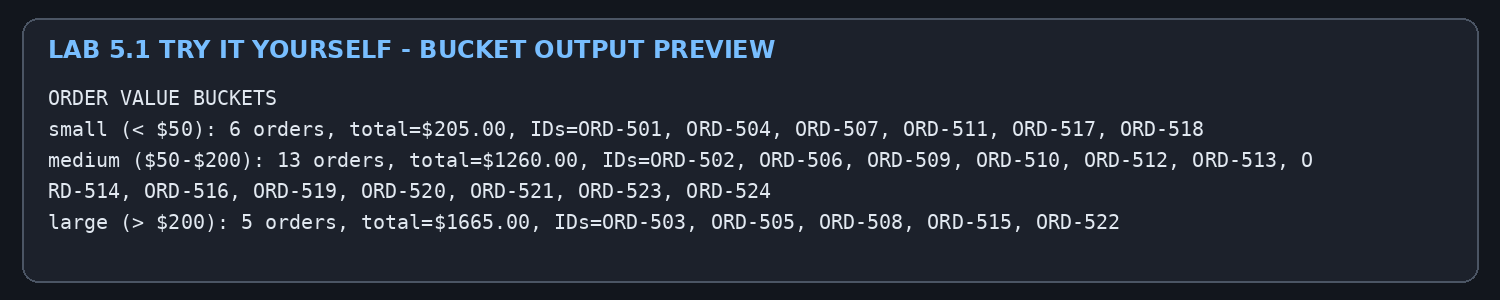 LAB 5.1 TRY IT YOURSELF - BUCKET OUTPUT PREVIEW
ORDER VALUE BUCKETS
small (< $50): 6 orders, total=$205.00, IDs=ORD-501, ORD-504, ORD-507, ORD-511, ORD-517, ORD-518
medium ($50-$200): 13 orders, total=$1260.00, IDs=ORD-502, ORD-506, ORD-509, ORD-510, ORD-512, ORD-513, O
RD-514, ORD-516, ORD-519, ORD-520, ORD-521, ORD-523, ORD-524
large (> $200): 5 orders, total=$1665.00, IDs=ORD-503, ORD-505, ORD-508, ORD-515, ORD-522